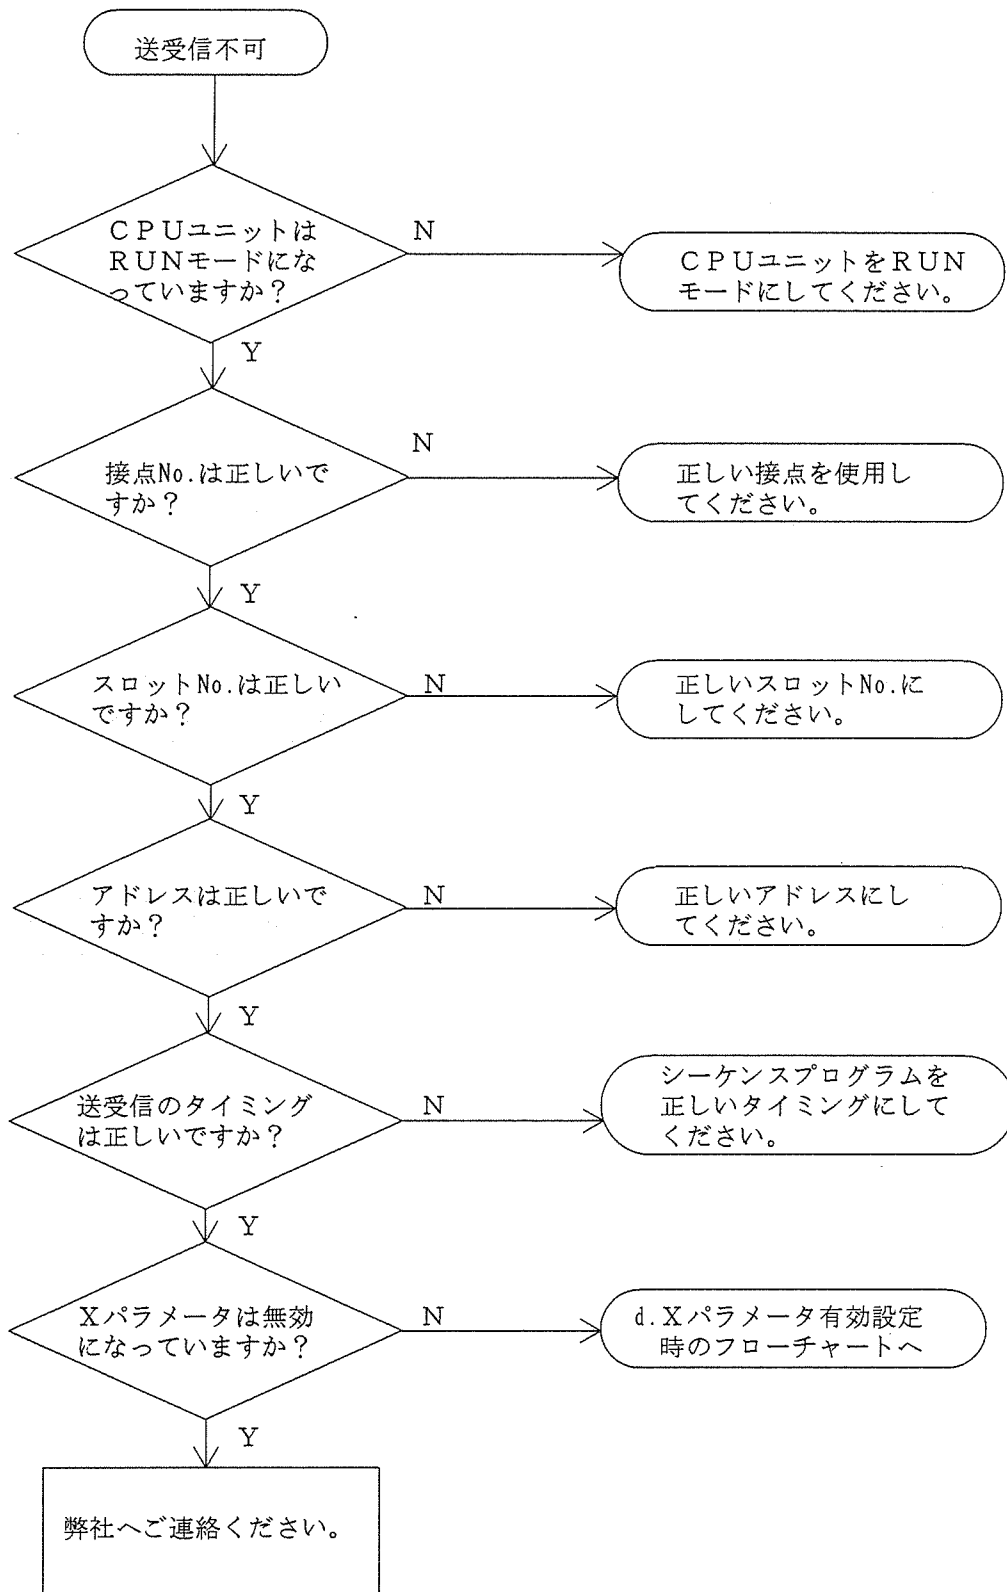 送受信不可
ＣＰＵユニットは
ＲＵＮモードにな
っていますか？
Ｎ
ＣＰＵユニットをＲＵＮ
モードにしてください。
Ｙ
接点No.は正しいで
すか？
Ｎ
正しい接点を使用し
てください。
Ｙ
スロットNo.は正しい
ですか？
Ｎ
正しいスロットNo.に
してください。
Ｙ
アドレスは正しいで
すか？
Ｎ
正しいアドレスにし
てください。
Ｙ
送受信のタイミング
は正しいですか？
Ｎ
シーケンスプログラムを
正しいタイミングにして
ください。
Ｙ
Ｘパラメータは無効
になっていますか？
Ｎ
d.Ｘパラメータ有効設定
時のフローチャートへ
Ｙ
弊社へご連絡ください。